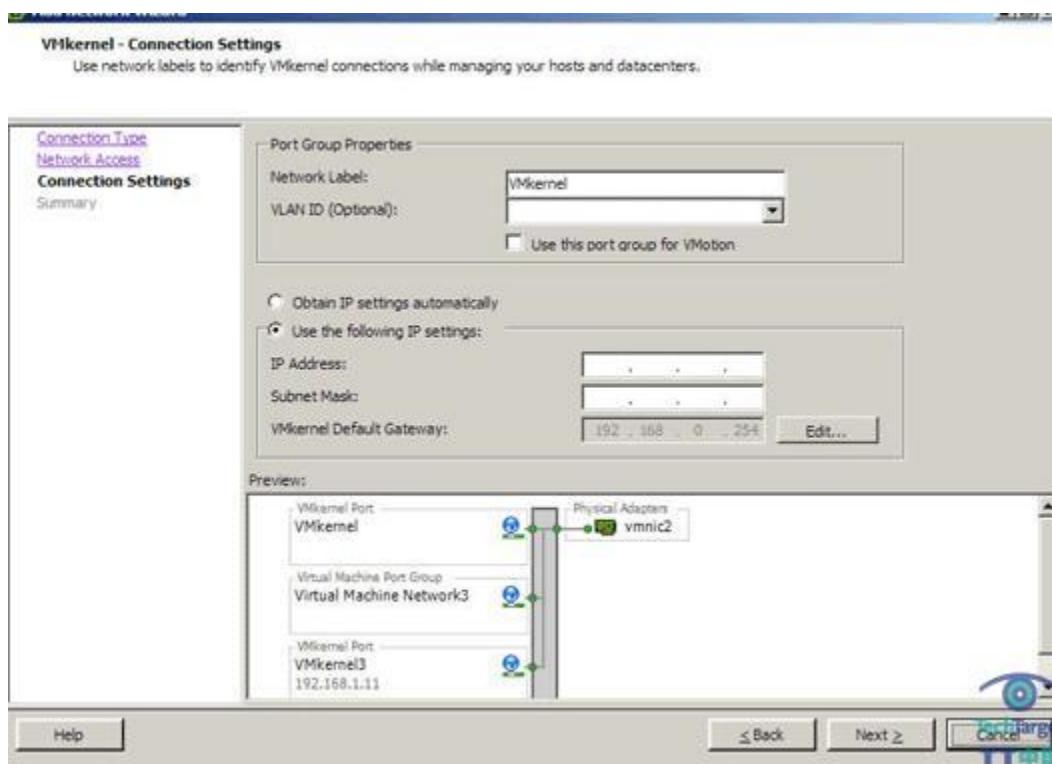 Add Network Wizard
VMkernel - Connection Settings
Use network labels to identify VMkernel connections while managing your hosts and datacenters.
Connection Type
Network Access
Connection Settings
Summary
Port Group Properties
Network Label:
VMkernel
VLAN ID (Optional):
Use this port group for VMotion
Obtain IP settings automatically
Use the following IP settings:
IP Address:
. . .
Subnet Mask:
. . .
VMkernel Default Gateway:
192 . 168 . 0 . 254
Edit...
Preview:
VMkernel Port
VMkernel
Physical Adapters
vmnic2
Virtual Machine Port Group
Virtual Machine Network3
VMkernel Port
VMkernel3
192.168.1.11
Help
≤ Back
Next ≥
Cancel
TechTarg